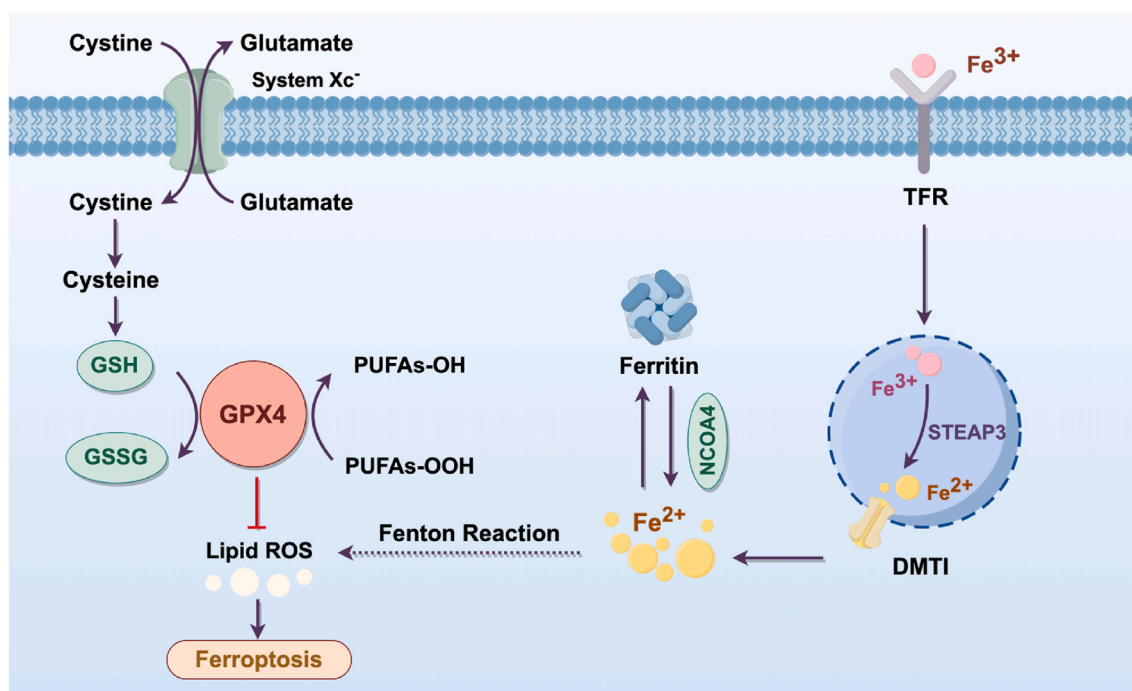 Cystine
Glutamate
System Xc-
Fe3+
Cystine
Glutamate
TFR
Cysteine
GSH
GPX4
PUFAs-OH
GSSG
PUFAs-OOH
Ferritin
NCOA4
Fe3+
STEAP3
Fe2+
Fe2+
DMTI
Fenton Reaction
Lipid ROS
Ferroptosis